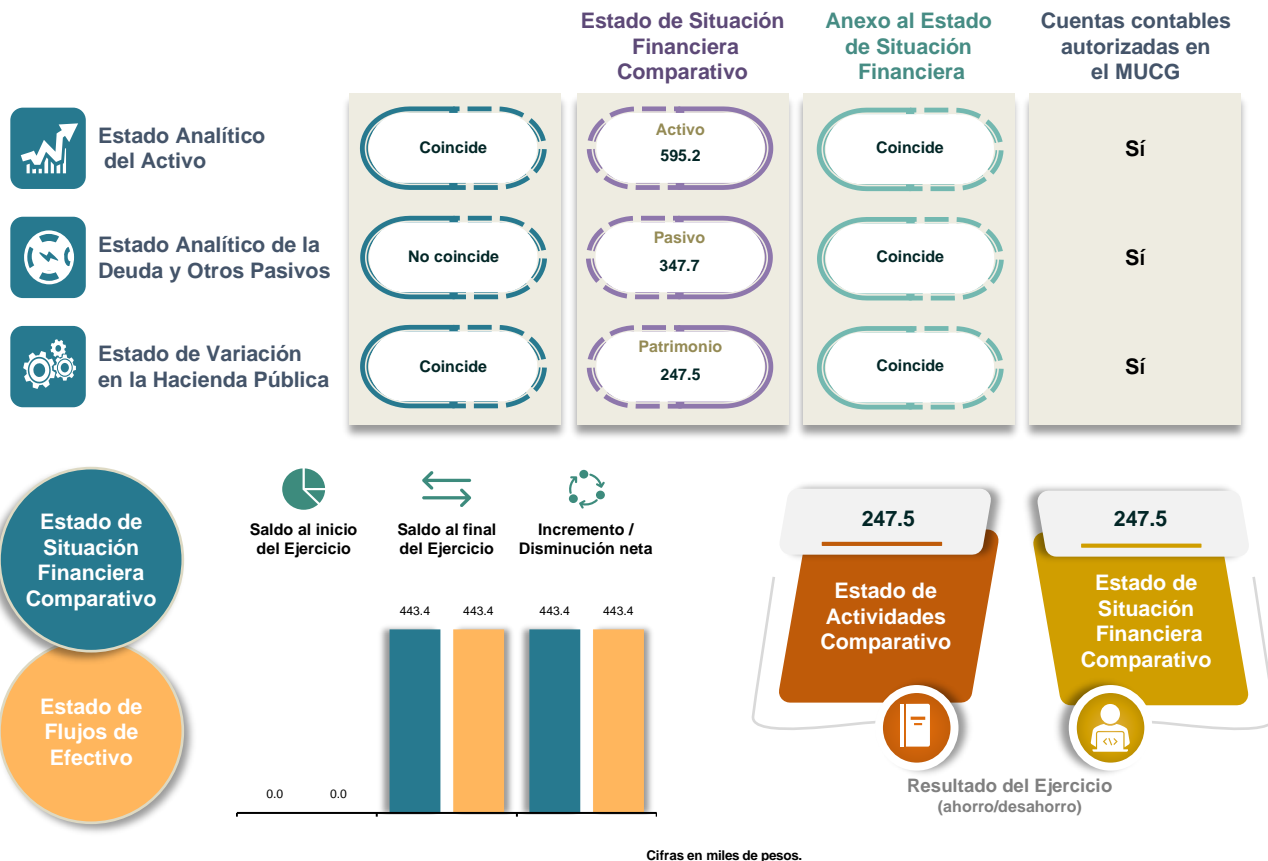 Estado de Situación
Financiera
Comparativo
Anexo al Estado
de Situación
Financiera
Cuentas contables
autorizadas en
el MUCG
Estado Analítico
del Activo
Coincide
Activo
595.2
Coincide
Sí
Estado Analítico de la
Deuda y Otros Pasivos
No coincide
Pasivo
347.7
Coincide
Sí
Estado de Variación
en la Hacienda Pública
Coincide
Patrimonio
247.5
Coincide
Sí
Estado de
Situación
Financiera
Comparativo
Estado de
Flujos de
Efectivo
Saldo al inicio
del Ejercicio
Saldo al final
del Ejercicio
Incremento /
Disminución neta
0.0 0.0 443.4 443.4 443.4 443.4
247.5
Estado de
Actividades
Comparativo
247.5
Estado de
Situación
Financiera
Comparativo
Resultado del Ejercicio
(ahorro/desahorro)
Cifras en miles de pesos.